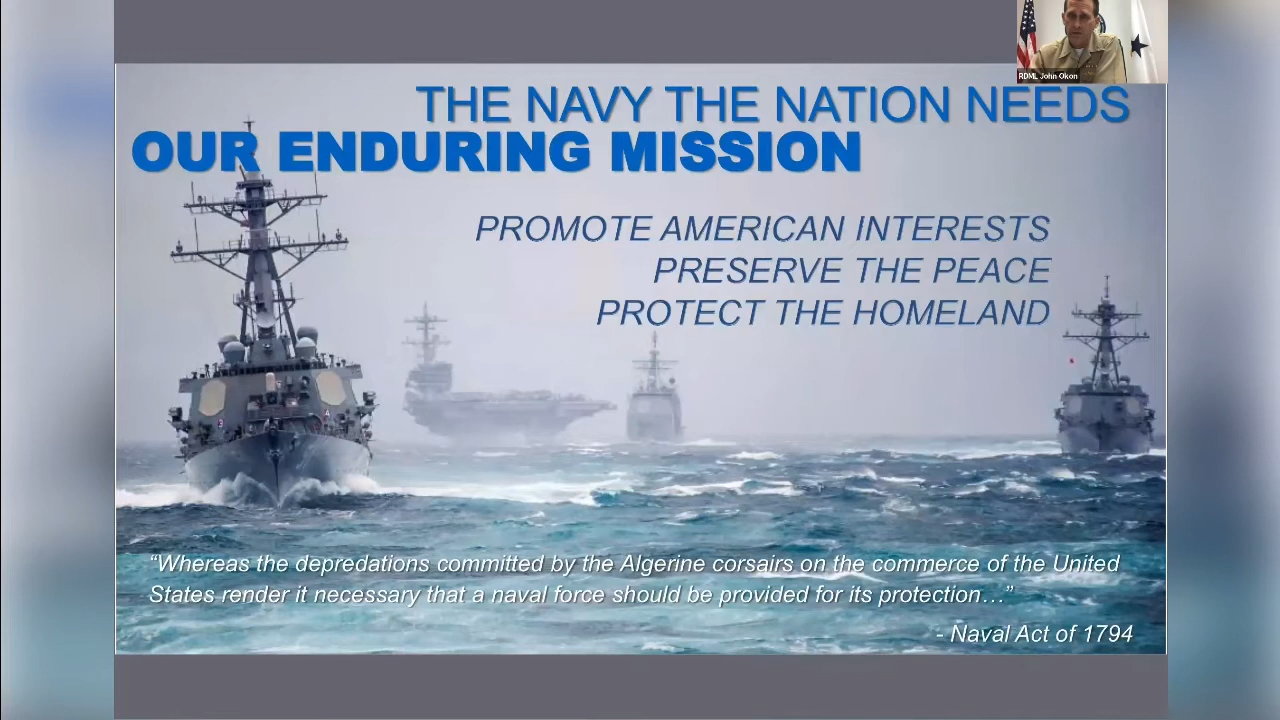 RDML John Okon
THE NAVY THE NATION NEEDS
OUR ENDURING MISSION
PROMOTE AMERICAN INTERESTS
PRESERVE THE PEACE
PROTECT THE HOMELAND
“Whereas the depredations committed by the Algerine corsairs on the commerce of the United
States render it necessary that a naval force should be provided for its protection…”
- Naval Act of 1794